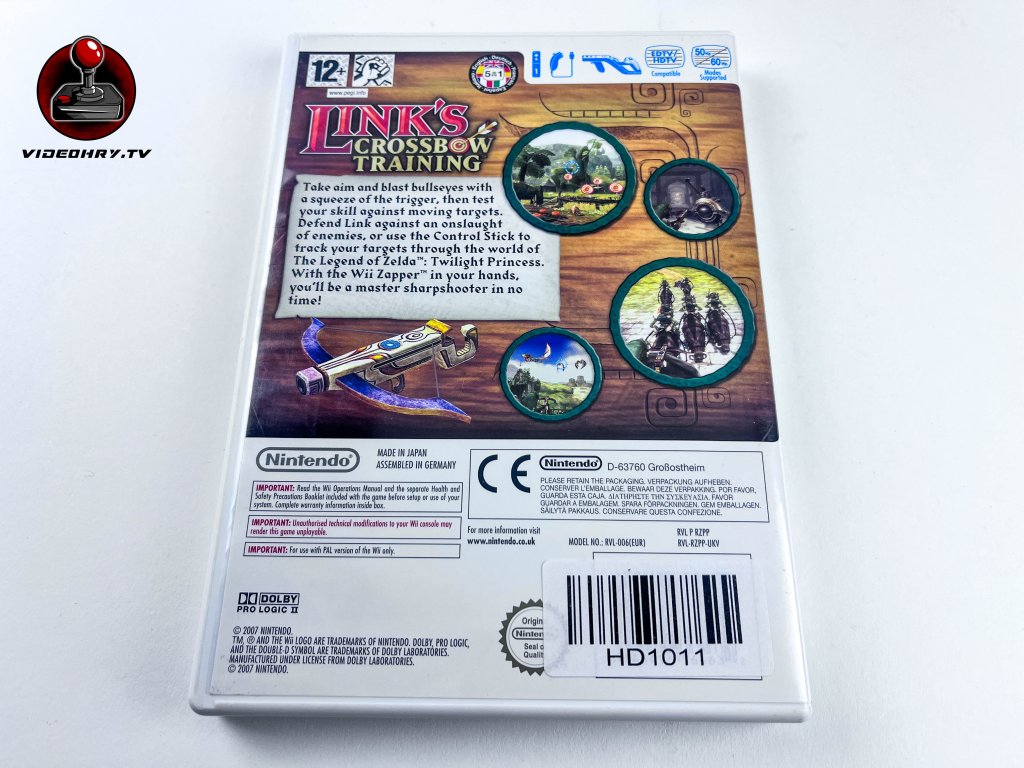 VIDEOHRY.TV
12+
www.pegi.info
English Deutsch
5 in 1
EDTV/
HDTV
Compatible
50Hz
60Hz
Modes
Supported
LINK'S
CROSSBOW
TRAINING
Take aim and blast bullseyes with
a squeeze of the trigger, then test
your skill against moving targets.
Defend Link against an onslaught
of enemies, or use the Control Stick to
track your targets through the world of
The Legend of Zelda™: Twilight Princess.
With the Wii Zapper™ in your hands,
you'll be a master sharpshooter in no
time!
Nintendo
MADE IN JAPAN
ASSEMBLED IN GERMANY
IMPORTANT: Read the Wii Operations Manual and the separate Health and
Safety Precautions Booklet included with the game before setup or use of your
system. Complete warranty information inside box.
IMPORTANT: Unauthorised technical modifications to your Wii console may
render this game unplayable.
IMPORTANT: For use with PAL version of the Wii only.
CE
Nintendo D-63760 Großostheim
PLEASE RETAIN THE PACKAGING. VERPACKUNG AUFHEBEN.
CONSERVER L'EMBALLAGE. BEWAAR DEZE VERPAKKING. POR FAVOR,
GUARDA ESTA CAJA. ΔΙΑΤΗΡΗΣΤΕ ΤΗΝ ΣΥΣΚΕΥΑΣΙΑ. FAVOR
GUARDAR A EMBALAGEM. SPARA FÖRPACKNINGEN. GEM EMBALLAGEN.
SÄILYTÄ PAKKAUS. CONSERVARE QUESTA CONFEZIONE.
For more information visit
www.nintendo.co.uk
MODEL NO.: RVL-006(EUR)
RVL P RZPP
RVL-RZPP-UKV
DOLBY
PRO LOGIC II
© 2007 NINTENDO.
TM, ® AND THE Wii LOGO ARE TRADEMARKS OF NINTENDO. DOLBY, PRO LOGIC,
AND THE DOUBLE-D SYMBOL ARE TRADEMARKS OF DOLBY LABORATORIES.
MANUFACTURED UNDER LICENSE FROM DOLBY LABORATORIES.
© 2007 NINTENDO.
Origin
Ninten
Seal o
Qualit
HD1011